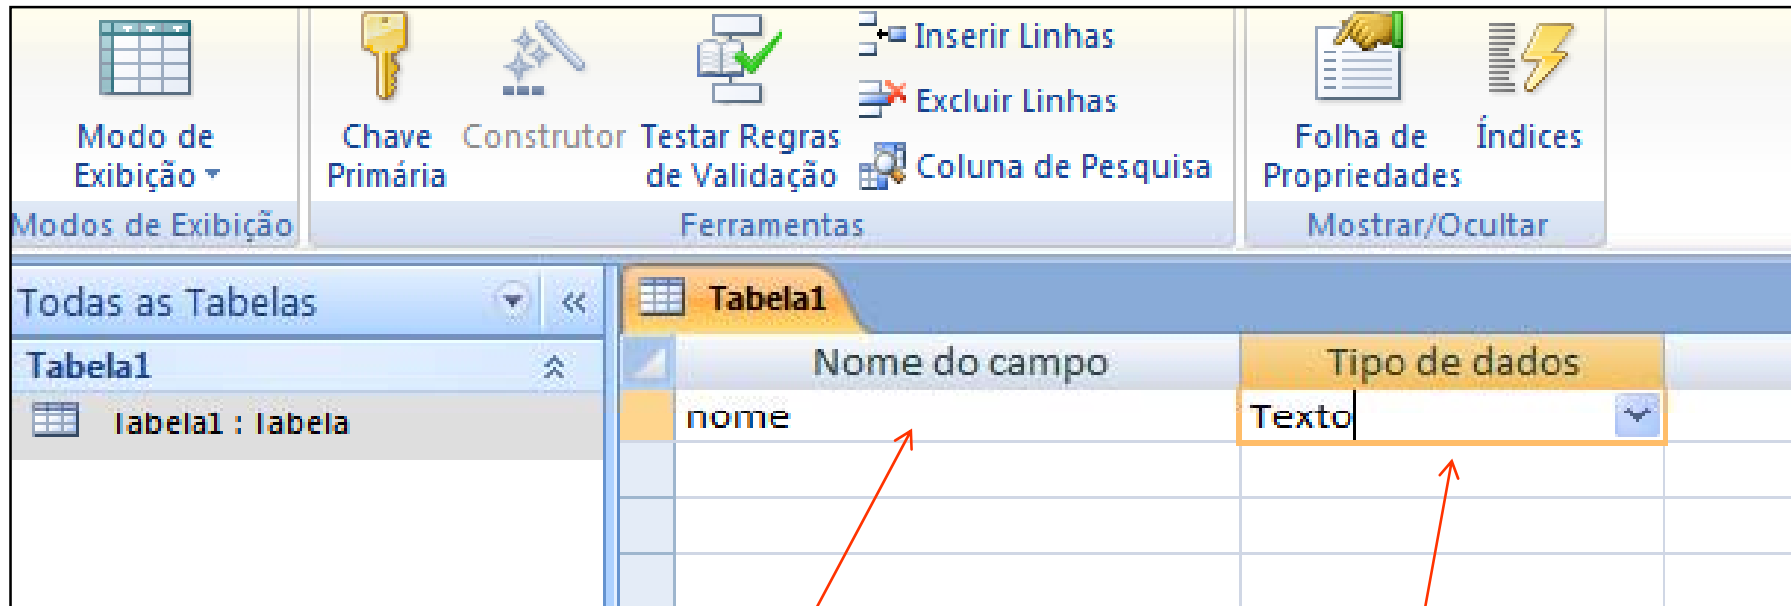 Modo de
Exibição
Modos de Exibição
Chave
Primária
Construtor
Testar Regras
de Validação
Inserir Linhas
Excluir Linhas
Coluna de Pesquisa
Ferramentas
Folha de
Propriedades
Índices
Mostrar/Ocultar
Todas as Tabelas
Tabela1
Tabela1 : Tabela
Tabela1
Nome do campo
Tipo de dados
nome
Texto